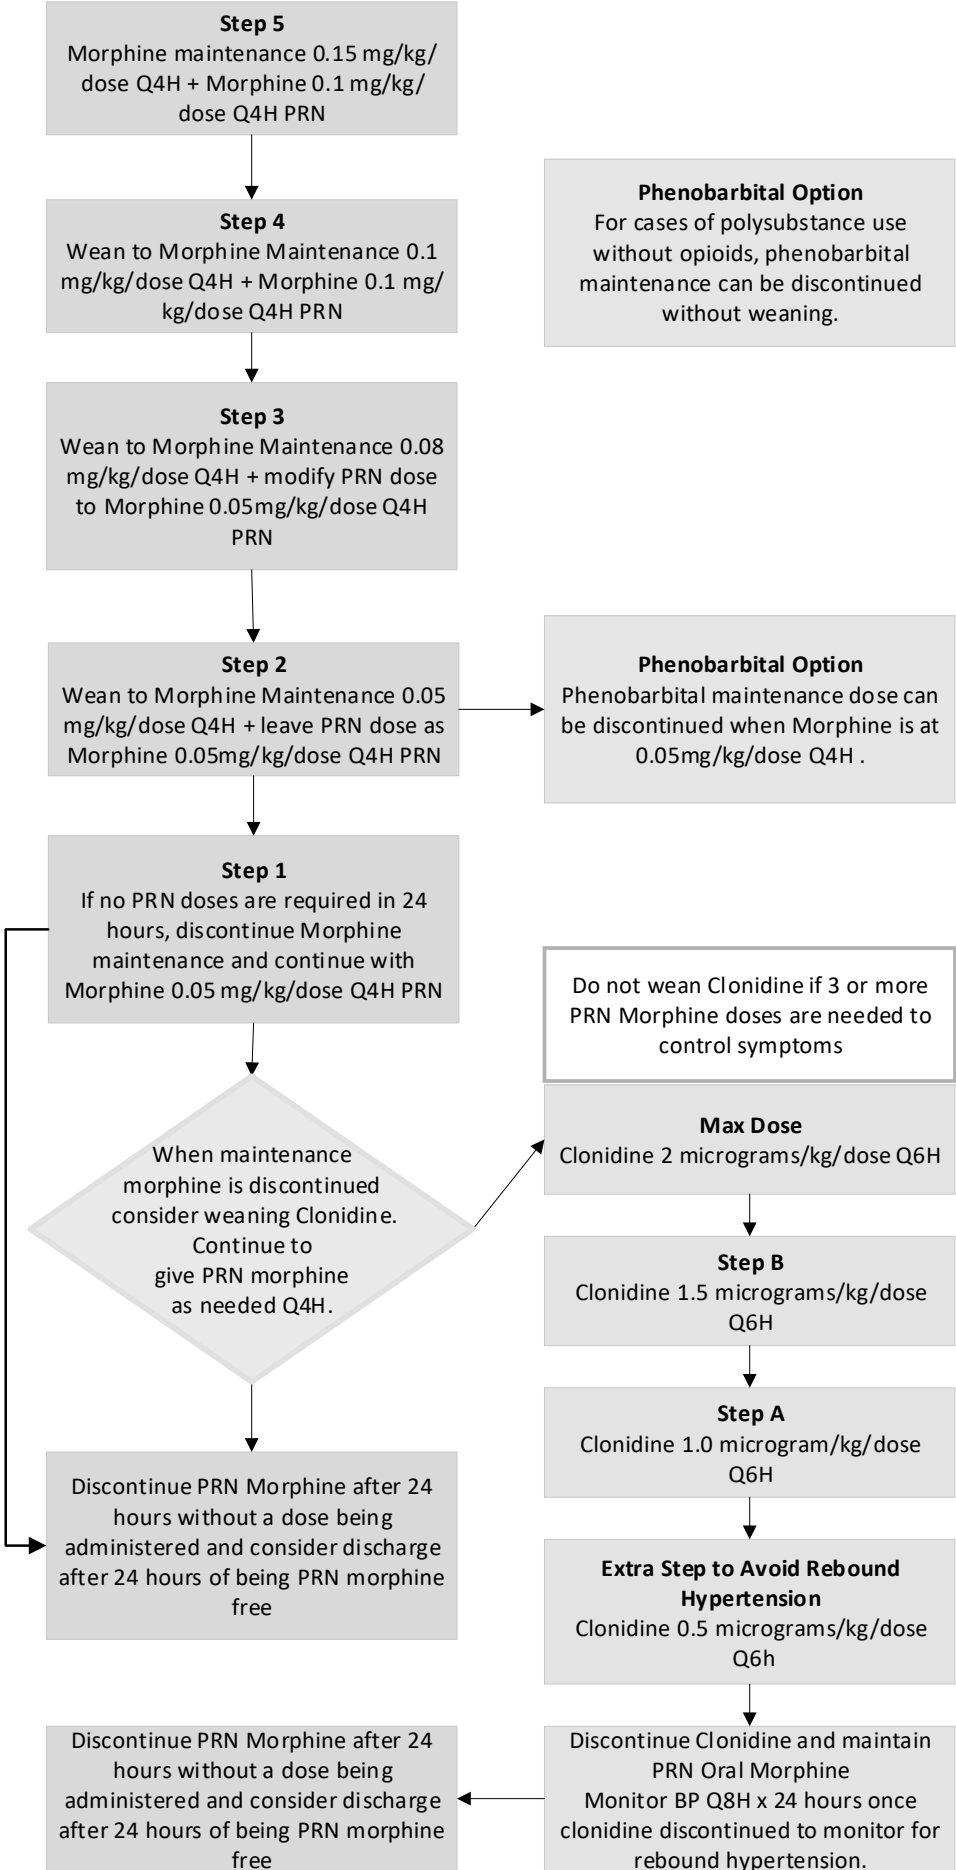 Step 5
Morphine maintenance 0.15 mg/kg/
dose Q4H + Morphine 0.1 mg/kg/
dose Q4H PRN
Step 4
Wean to Morphine Maintenance 0.1
mg/kg/dose Q4H + Morphine 0.1 mg/
kg/dose Q4H PRN
Phenobarbital Option
For cases of polysubstance use
without opioids, phenobarbital
maintenance can be discontinued
without weaning.
Step 3
Wean to Morphine Maintenance 0.08
mg/kg/dose Q4H + modify PRN dose
to Morphine 0.05mg/kg/dose Q4H
PRN
Step 2
Wean to Morphine Maintenance 0.05
mg/kg/dose Q4H + leave PRN dose as
Morphine 0.05mg/kg/dose Q4H PRN
Phenobarbital Option
Phenobarbital maintenance dose can
be discontinued when Morphine is at
0.05mg/kg/dose Q4H .
Step 1
If no PRN doses are required in 24
hours, discontinue Morphine
maintenance and continue with
Morphine 0.05 mg/kg/dose Q4H PRN
When maintenance
morphine is discontinued
consider weaning Clonidine.
Continue to
give PRN morphine
as needed Q4H.
Do not wean Clonidine if 3 or more
PRN Morphine doses are needed to
control symptoms
Max Dose
Clonidine 2 micrograms/kg/dose Q6H
Step B
Clonidine 1.5 micrograms/kg/dose
Q6H
Step A
Clonidine 1.0 microgram/kg/dose
Q6H
Discontinue PRN Morphine after 24
hours without a dose being
administered and consider discharge
after 24 hours of being PRN morphine
free
Extra Step to Avoid Rebound
Hypertension
Clonidine 0.5 micrograms/kg/dose
Q6h
Discontinue Clonidine and maintain
PRN Oral Morphine
Monitor BP Q8H x 24 hours once
clonidine discontinued to monitor for
rebound hypertension.
Discontinue PRN Morphine after 24
hours without a dose being
administered and consider discharge
after 24 hours of being PRN morphine
free